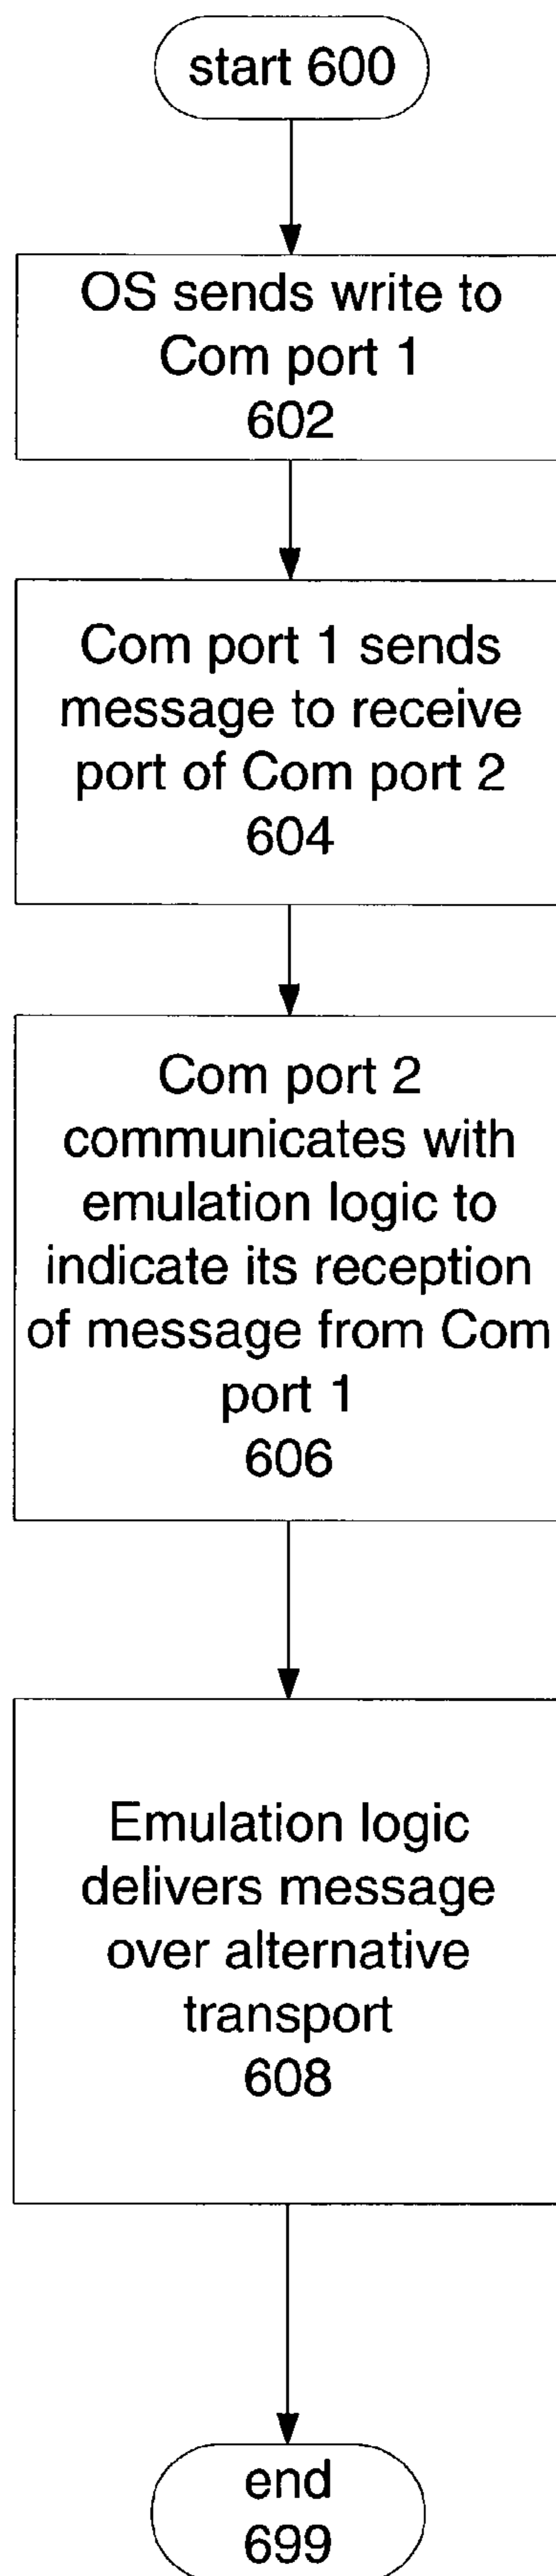 start 600
OS sends write to
Com port 1
602
Com port 1 sends
message to receive
port of Com port 2
604
Com port 2
communicates with
emulation logic to
indicate its reception
of message from Com
port 1
606
Emulation logic
delivers message
over alternative
transport
608
end
699